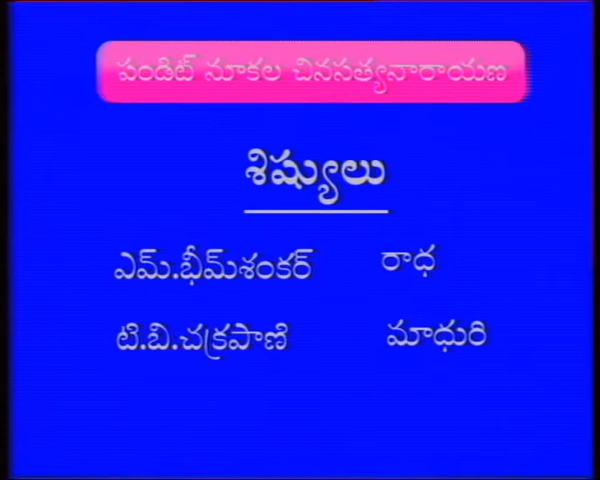 పండిట్ నూకల చినసత్యనారాయణ
శిష్యులు
ఎమ్.భీమ్‌శంకర్ రాధ
టి.బి.చక్రపాణి మాధురి